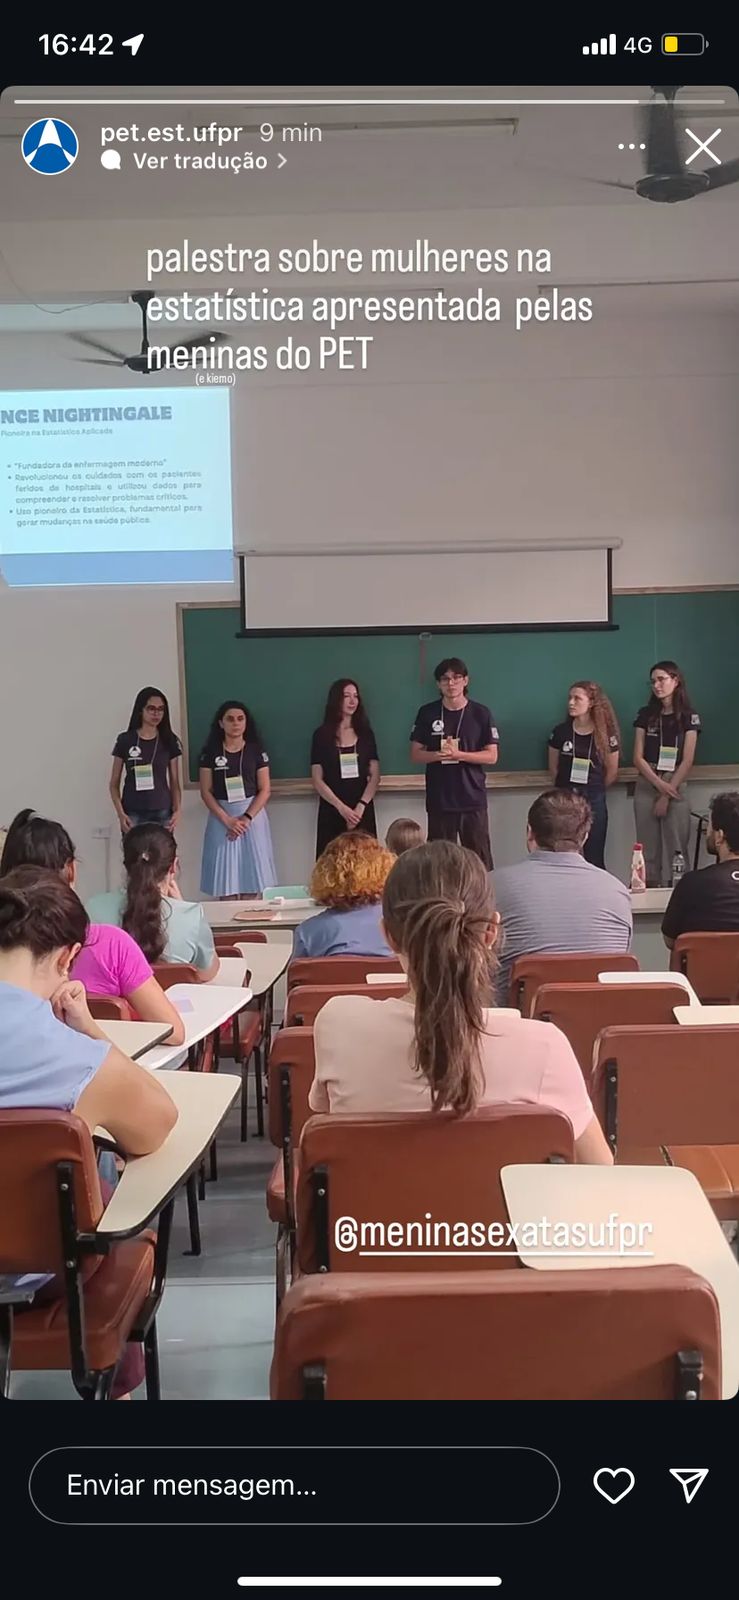 16:42
4G
pet.est.ufpr 9 min
Ver tradução
palestra sobre mulheres na
estatística apresentada pelas
meninas do PET
(e kiemo)
NCE NIGHTINGALE
Pioneira na Estatística Aplicada
• "Fundadora da enfermagem moderna"
• Revolucionou os cuidados com os pacientes
feridos de hospitais e utilizou dados para
compreender e resolver problemas críticos.
• Uso pioneiro da Estatística, fundamental para
gerar mudanças na saúde pública.
@meninasexatasufpr
Enviar mensagem...